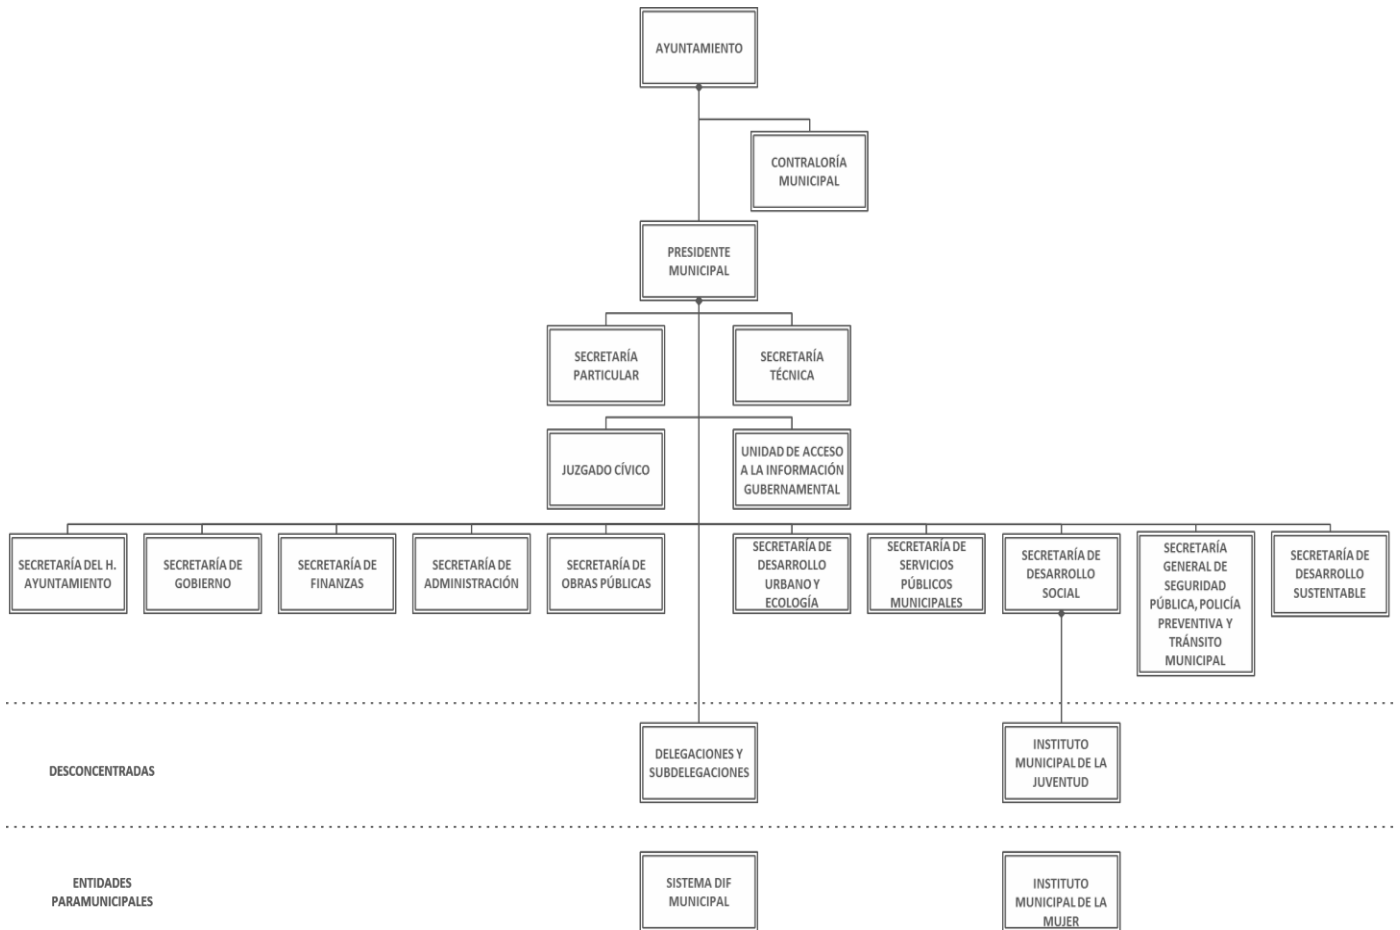 AYUNTAMIENTO
CONTRALORÍA
MUNICIPAL
PRESIDENTE
MUNICIPAL
SECRETARÍA
PARTICULAR
SECRETARÍA
TÉCNICA
JUZGADO CÍVICO
UNIDAD DE ACCESO
A LA INFORMACIÓN
GUBERNAMENTAL
SECRETARÍA DEL H.
AYUNTAMIENTO
SECRETARÍA DE
GOBIERNO
SECRETARÍA DE
FINANZAS
SECRETARÍA DE
ADMINISTRACIÓN
SECRETARÍA DE
OBRAS PÚBLICAS
SECRETARÍA DE
DESARROLLO
URBANO Y
ECOLOGÍA
SECRETARÍA DE
SERVICIOS
PÚBLICOS
MUNICIPALES
SECRETARÍA DE
DESARROLLO
SOCIAL
SECRETARÍA
GENERAL DE
SEGURIDAD
PÚBLICA, POLICÍA
PREVENTIVA Y
TRÁNSITO
MUNICIPAL
SECRETARÍA DE
DESARROLLO
SUSTENTABLE
DESCONCENTRADAS
DELEGACIONES Y
SUBDELEGACIONES
INSTITUTO
MUNICIPAL DE LA
JUVENTUD
ENTIDADES
PARAMUNICIPALES
SISTEMA DIF
MUNICIPAL
INSTITUTO
MUNICIPAL DE LA
MUJER